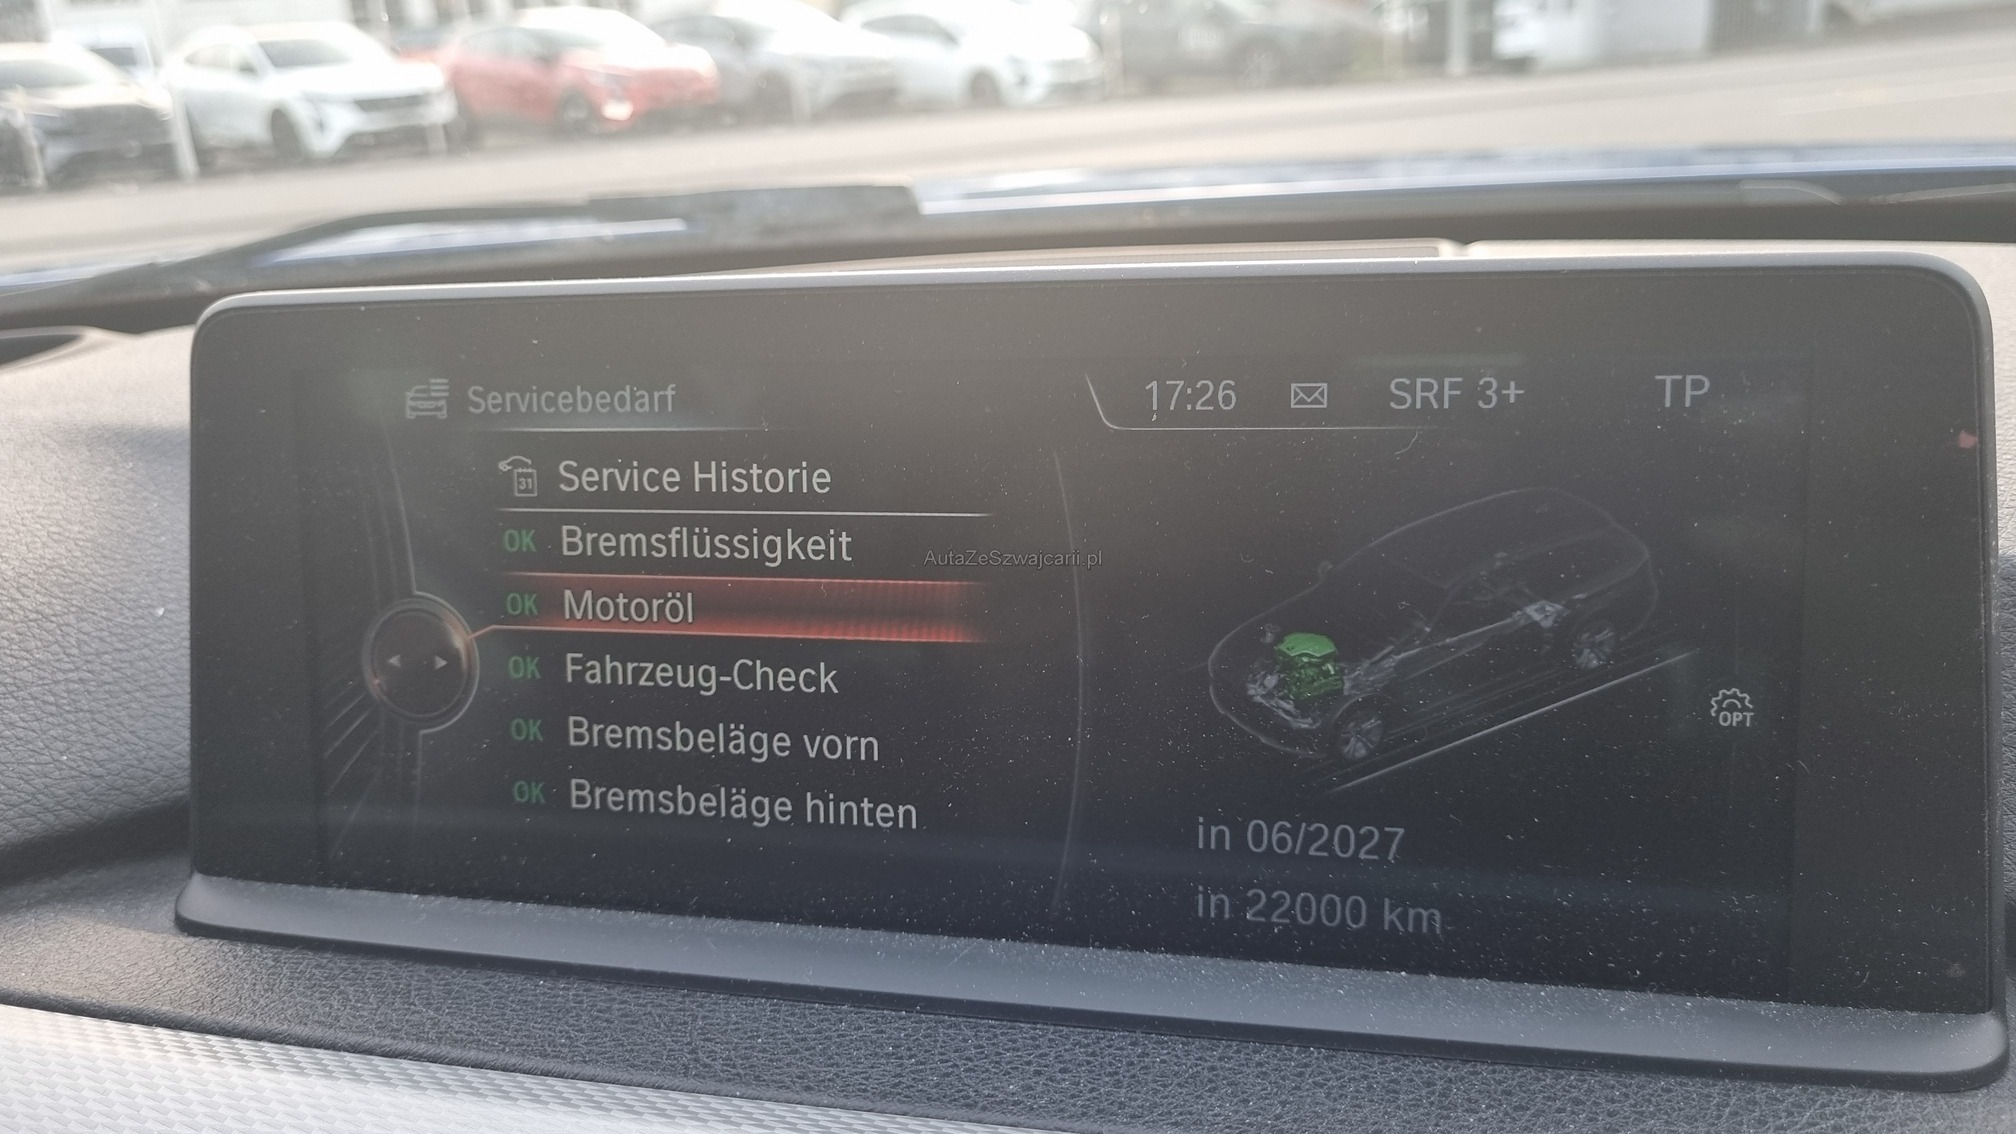 Servicebedarf
17:26 SRF 3+ TP
31 Service Historie
OK Bremsflüssigkeit
AutaZeSzwajcarii.pl
OK Motoröl
OK Fahrzeug-Check
OPT
OK Bremsbeläge vorn
OK Bremsbeläge hinten
in 06/2027
in 22000 km